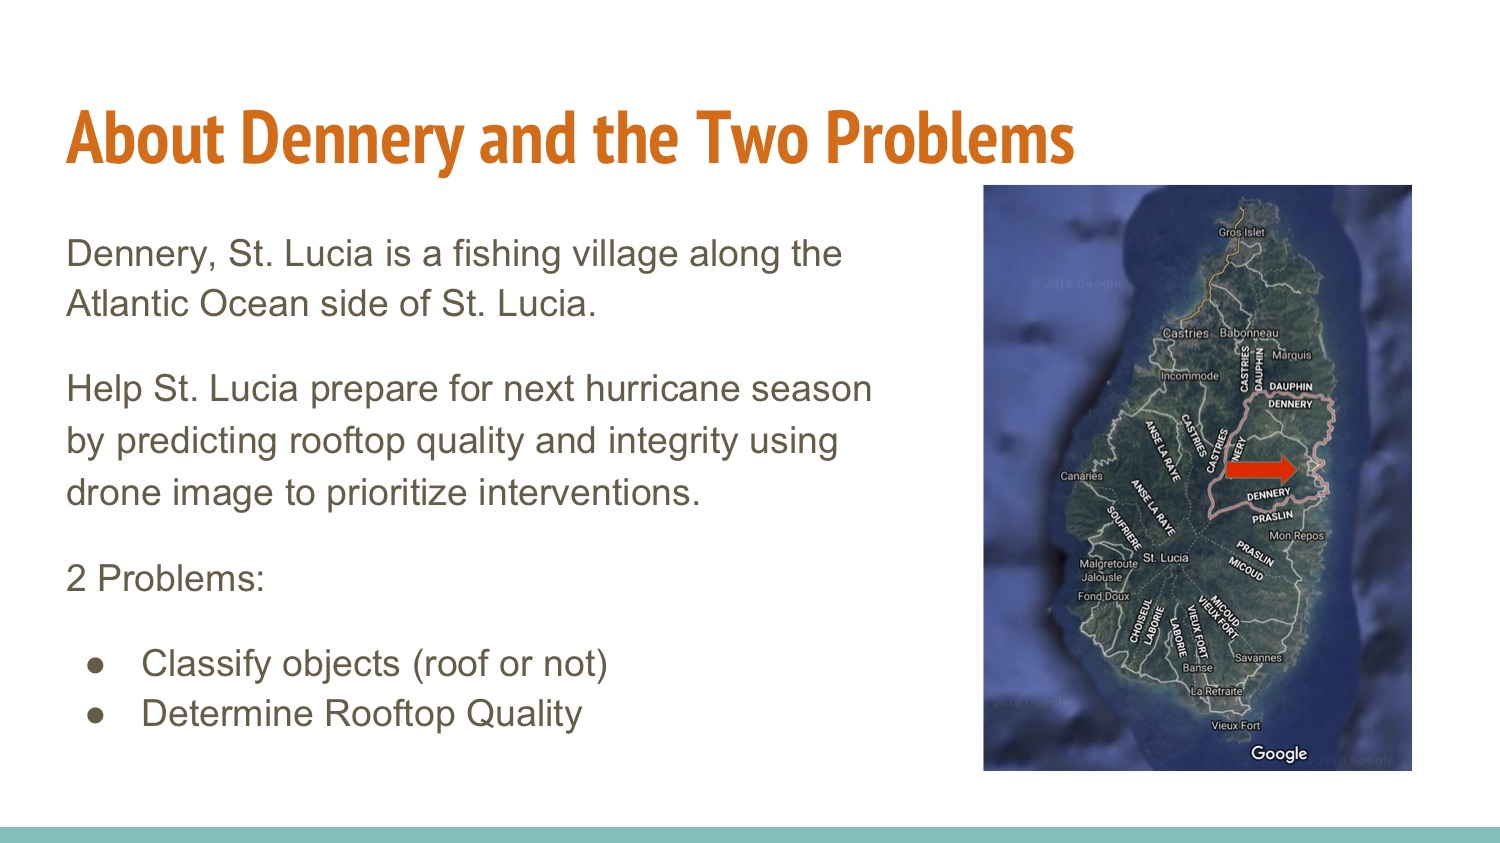 About Dennery and the Two Problems
Dennery, St. Lucia is a fishing village along the
Atlantic Ocean side of St. Lucia.
Help St. Lucia prepare for next hurricane season
by predicting rooftop quality and integrity using
drone image to prioritize interventions.
2 Problems:
● Classify objects (roof or not)
● Determine Rooftop Quality
Gros Islet
© 2018 Google
Castries
Babonneau
CASTRIES
DAUPHIN
Marquis
Incommode
DAUPHIN
DENNERY
ANSE LA RAYE
CASTRIES
CASTRIES
NERY
Canaries
ANSE LA RAYE
DENNERY
PRASLIN
SOUFRIERE
Mon Repos
St. Lucia
PRASLIN
MICOUD
Malgretoute
Jalousie
Fond Doux
CHOISEUL
LABORIE
LABORIE
VIEUX FORT
MICOUD
VIEUX FORT
Savannes
Banse
La Retraite
2018 Google
Vieux Fort
Google
2018 Google